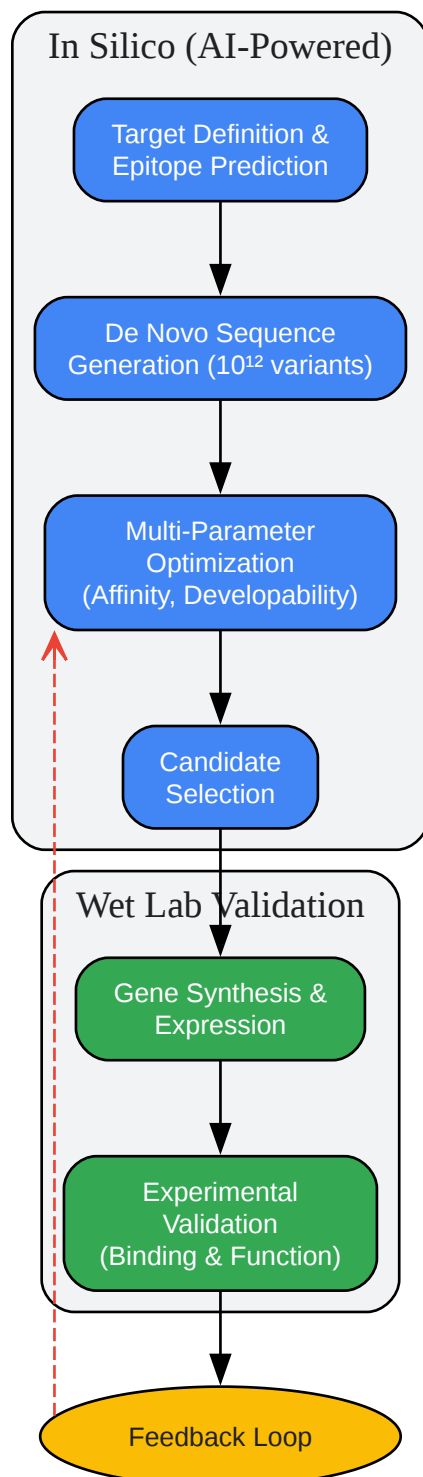 In Silico (AI-Powered)
Target Definition &
Epitope Prediction
De Novo Sequence
Generation (10¹² variants)
Multi-Parameter
Optimization
(Affinity, Developability)
Candidate
Selection
Wet Lab Validation
Gene Synthesis &
Expression
Experimental
Validation
(Binding & Function)
Feedback Loop